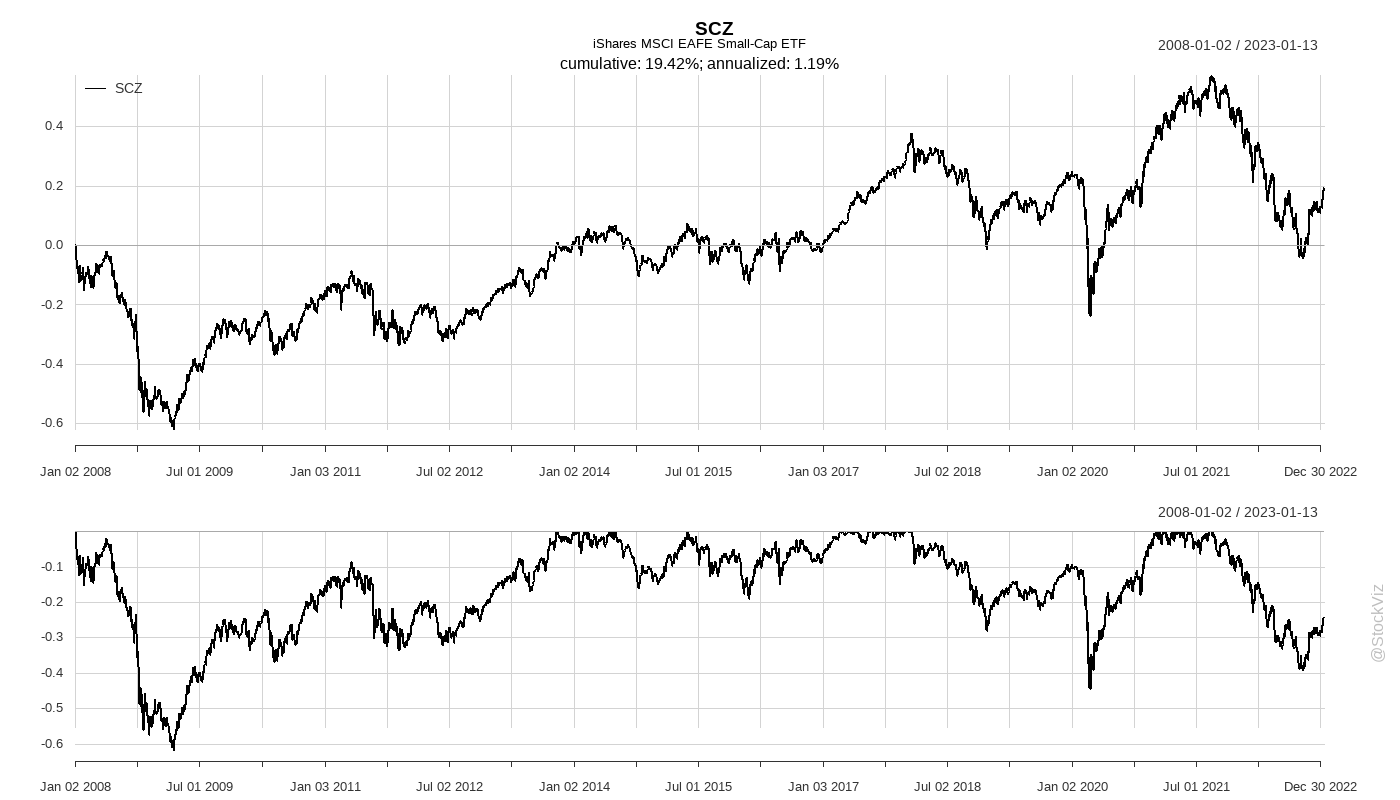 SCZ
iShares MSCI EAFE Small-Cap ETF
2008-01-02 / 2023-01-13
cumulative: 19.42%; annualized: 1.19%
SCZ
0.4
0.2
0.0
-0.2
-0.4
-0.6
Jan 02 2008 Jul 01 2009 Jan 03 2011 Jul 02 2012 Jan 02 2014 Jul 01 2015 Jan 03 2017 Jul 02 2018 Jan 02 2020 Jul 01 2021 Dec 30 2022
2008-01-02 / 2023-01-13
-0.1
-0.2
-0.3
-0.4
-0.5
-0.6
Jan 02 2008 Jul 01 2009 Jan 03 2011 Jul 02 2012 Jan 02 2014 Jul 01 2015 Jan 03 2017 Jul 02 2018 Jan 02 2020 Jul 01 2021 Dec 30 2022
@StockViz